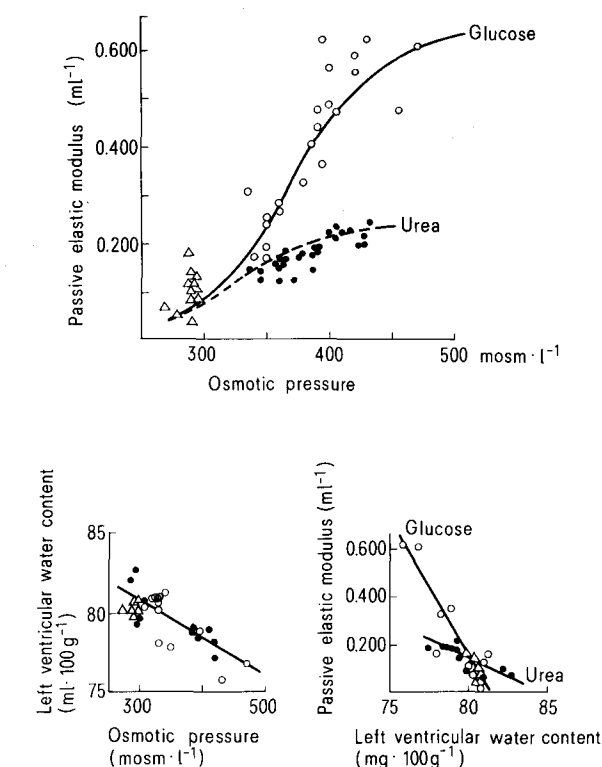 Passive elastic modulus (ml⁻¹)
0.600
0.400
0.200
Glucose
Urea
300
400
500
mosm·l⁻¹
Osmotic pressure
Left ventricular water content
(ml·100g⁻¹)
85
80
75
300
500
Osmotic pressure
(mosm·l⁻¹)
Passive elastic modulus (ml⁻¹)
0.600
0.400
0.200
Glucose
Urea
75
80
85
Left ventricular water content
(mg·100g⁻¹)